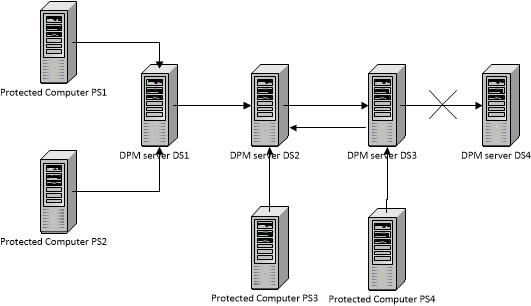 Protected Computer PS1
DPM server DS1
DPM server DS2
DPM server DS3
DPM server DS4
Protected Computer PS2
Protected Computer PS3
Protected Computer PS4